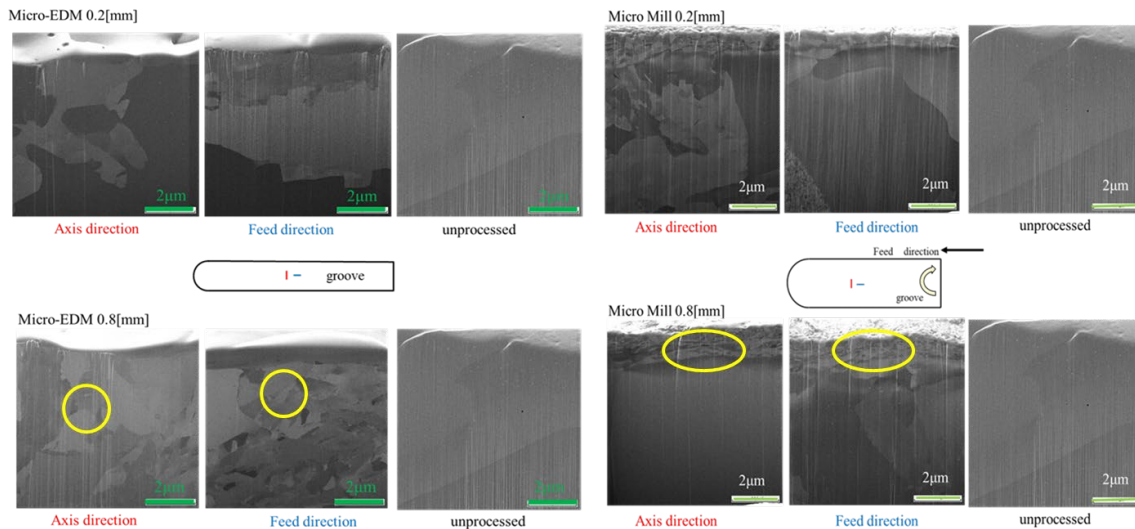 Micro-EDM 0.2[mm]
2μm
2μm
2μm
Axis direction
Feed direction
unprocessed
groove
Micro-EDM 0.8[mm]
2μm
2μm
2μm
Axis direction
Feed direction
unprocessed
Micro Mill 0.2[mm]
2μm
2μm
2μm
Axis direction
Feed direction
unprocessed
Feed direction
groove
Micro Mill 0.8[mm]
2μm
2μm
2μm
Axis direction
Feed direction
unprocessed